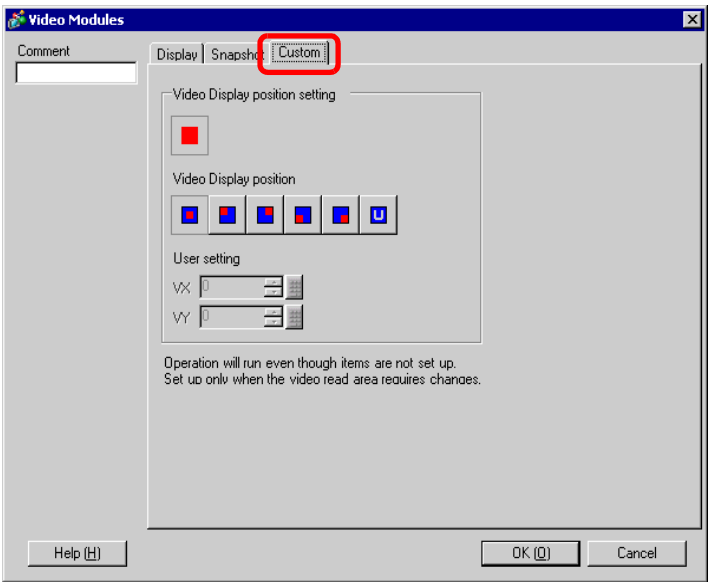 Video Modules
Comment
Display Snapshot Custom
Video Display position setting
Video Display position
U
User setting
VX 0
VY 0
Operation will run even though items are not set up.
Set up only when the video read area requires changes.
Help (H) OK (O) Cancel